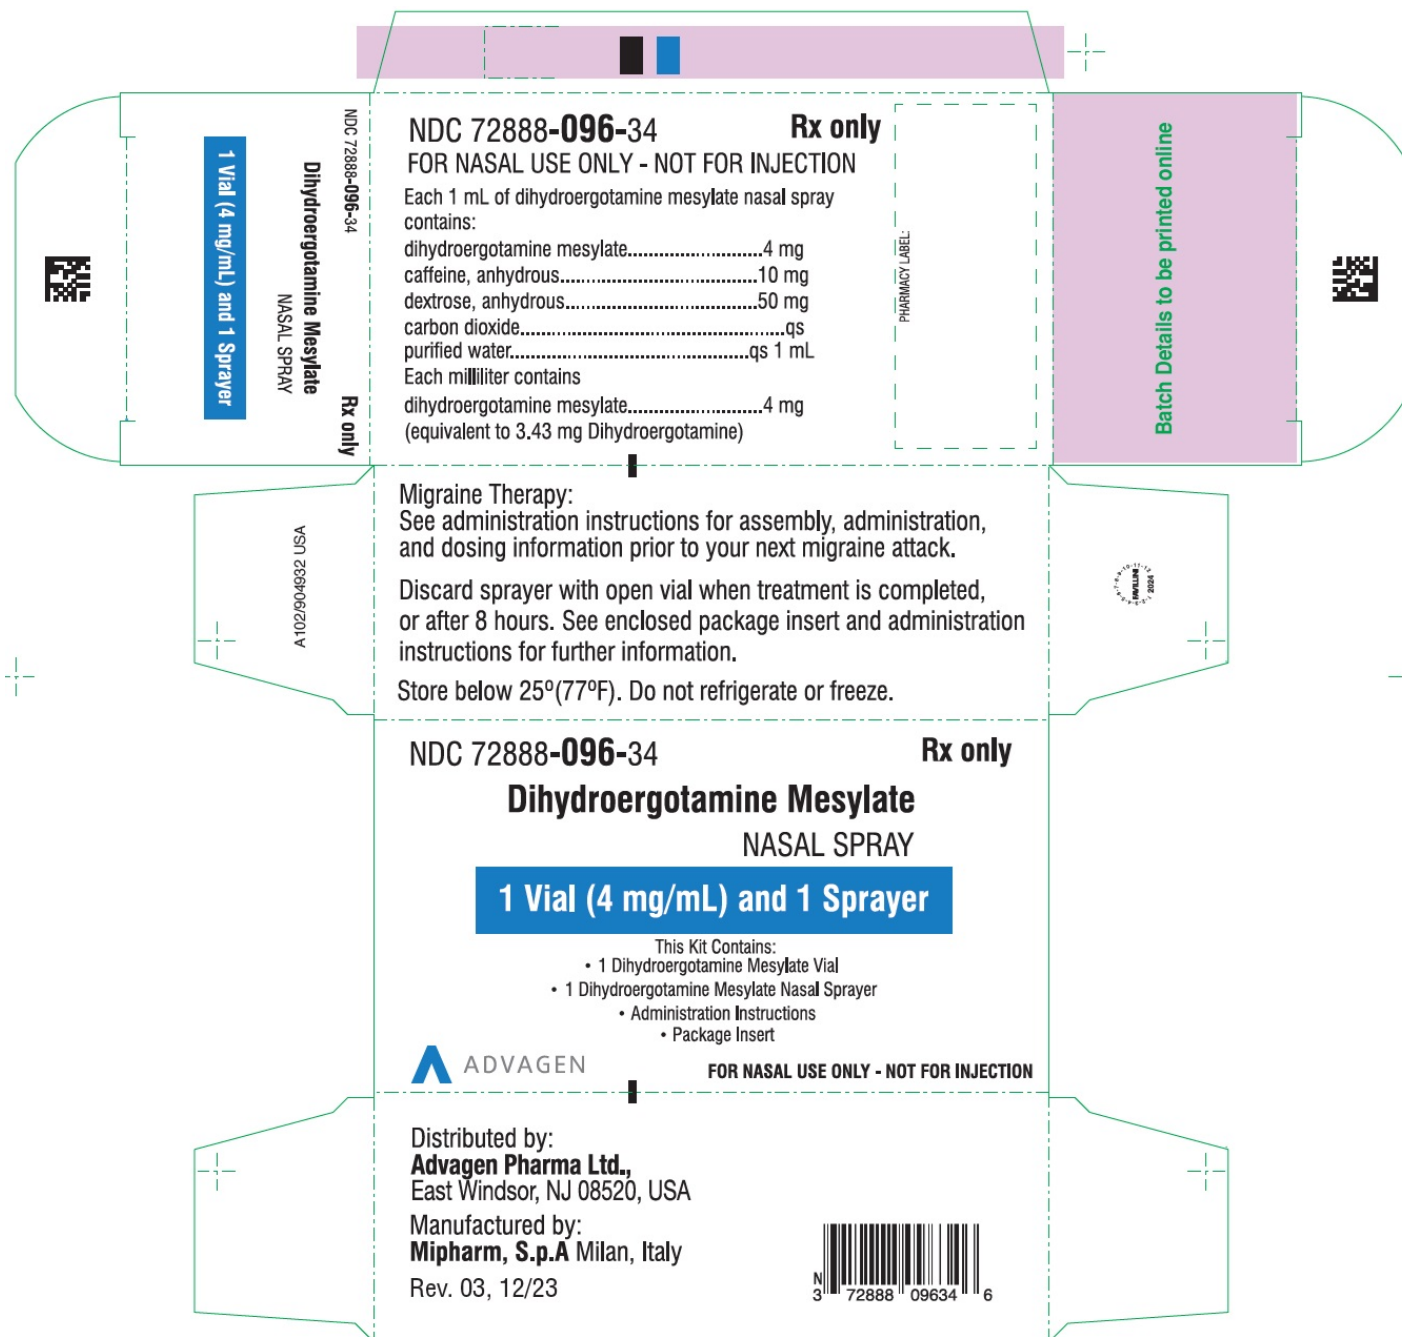 NDC 72888-096-34
Rx only
Dihydroergotamine Mesylate
NASAL SPRAY
1 Vial (4 mg/mL) and 1 Sprayer
NDC 72888-096-34 Rx only
FOR NASAL USE ONLY - NOT FOR INJECTION
Each 1 mL of dihydroergotamine mesylate nasal spray
contains:
dihydroergotamine mesylate........................4 mg
caffeine, anhydrous...................................10 mg
dextrose, anhydrous..................................50 mg
carbon dioxide...............................................qs
purified water..........................................qs 1 mL
Each milliliter contains
dihydroergotamine mesylate........................4 mg
(equivalent to 3.43 mg Dihydroergotamine)
PHARMACY LABEL:
Batch Details to be printed online
Migraine Therapy:
See administration instructions for assembly, administration,
and dosing information prior to your next migraine attack.
Discard sprayer with open vial when treatment is completed,
or after 8 hours. See enclosed package insert and administration
instructions for further information.
Store below 25º(77ºF). Do not refrigerate or freeze.
A102/904932 USA
FAVILLINI
2024
NDC 72888-096-34 Rx only
Dihydroergotamine Mesylate
NASAL SPRAY
1 Vial (4 mg/mL) and 1 Sprayer
This Kit Contains:
• 1 Dihydroergotamine Mesylate Vial
• 1 Dihydroergotamine Mesylate Nasal Sprayer
• Administration Instructions
• Package Insert
ADVAGEN
FOR NASAL USE ONLY - NOT FOR INJECTION
Distributed by:
Advagen Pharma Ltd.,
East Windsor, NJ 08520, USA
Manufactured by:
Mipharm, S.p.A Milan, Italy
Rev. 03, 12/23
N
3 72888 09634 6